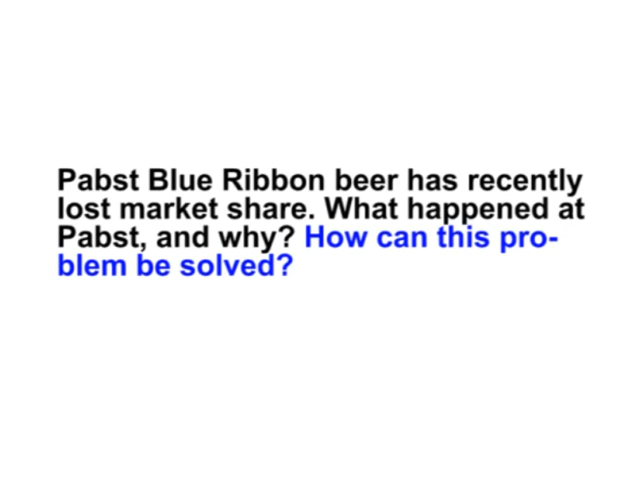 Pabst Blue Ribbon beer has recently
lost market share. What happened at
Pabst, and why? How can this pro-
blem be solved?